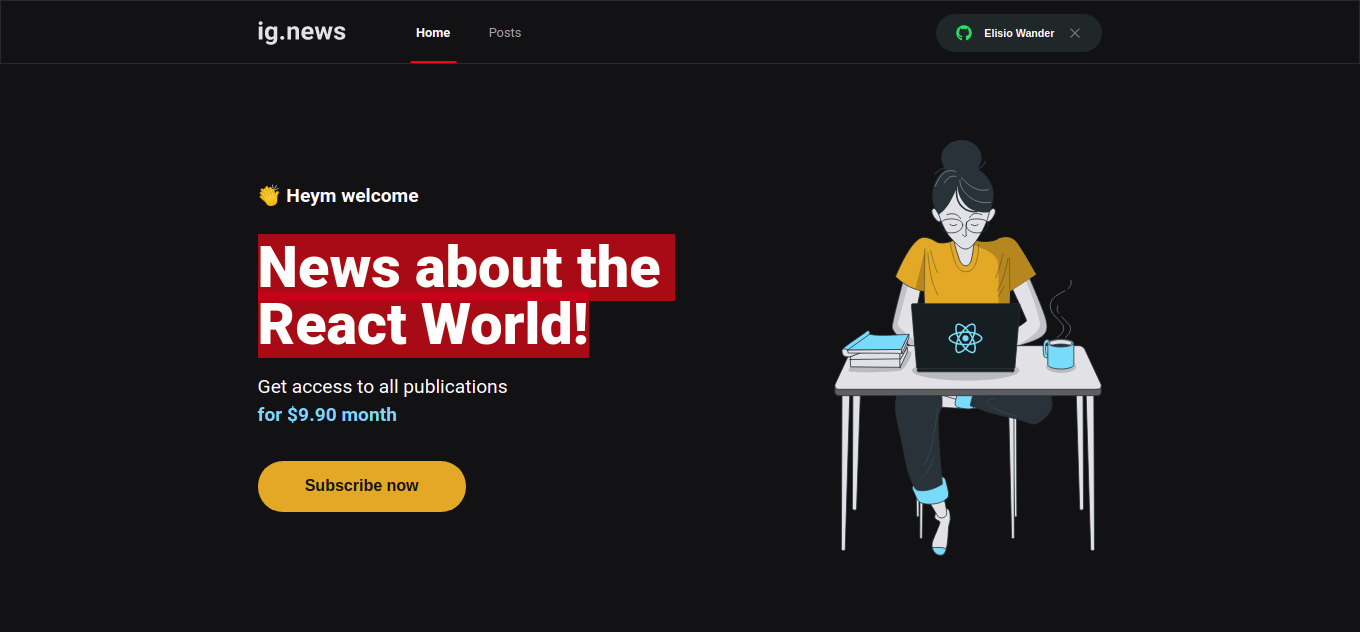 ig.news
Home
Posts
Elisio Wander
👏 Heym welcome
News about the
React World!
Get access to all publications
for $9.90 month
Subscribe now